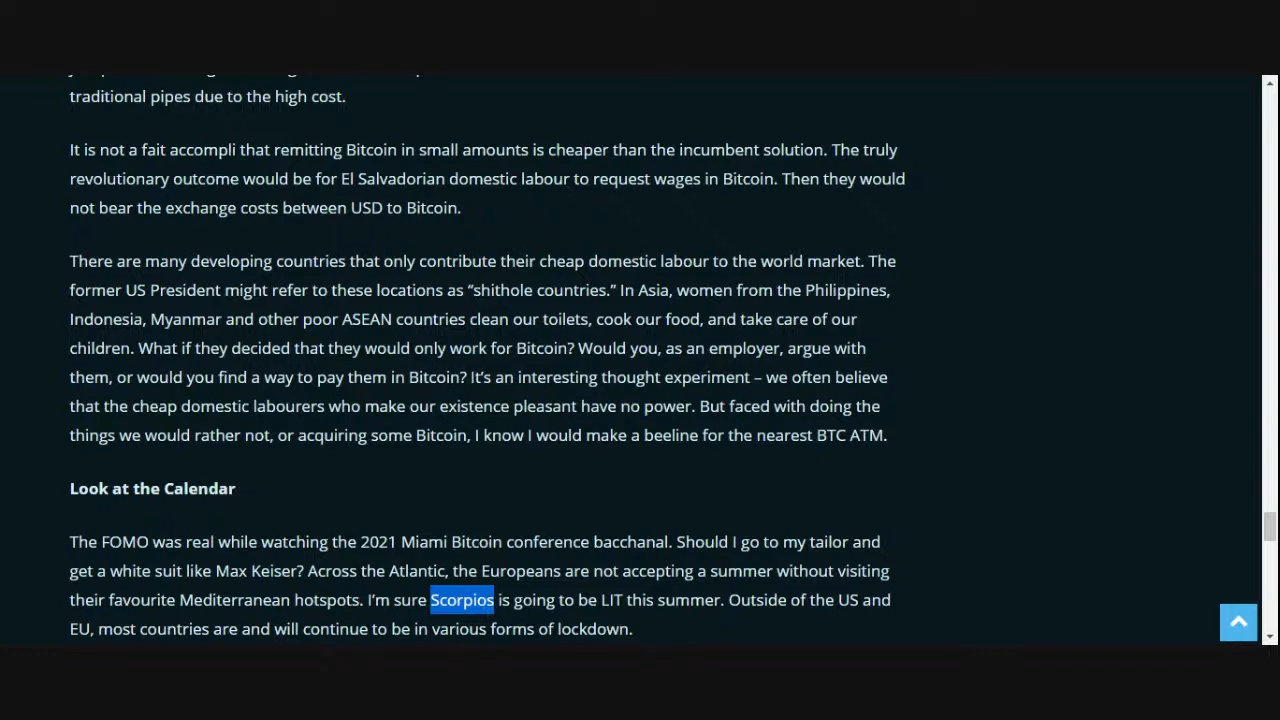 traditional pipes due to the high cost.
It is not a fait accompli that remitting Bitcoin in small amounts is cheaper than the incumbent solution. The truly
revolutionary outcome would be for El Salvadorian domestic labour to request wages in Bitcoin. Then they would
not bear the exchange costs between USD to Bitcoin.
There are many developing countries that only contribute their cheap domestic labour to the world market. The
former US President might refer to these locations as “shithole countries.” In Asia, women from the Philippines,
Indonesia, Myanmar and other poor ASEAN countries clean our toilets, cook our food, and take care of our
children. What if they decided that they would only work for Bitcoin? Would you, as an employer, argue with
them, or would you find a way to pay them in Bitcoin? It’s an interesting thought experiment – we often believe
that the cheap domestic labourers who make our existence pleasant have no power. But faced with doing the
things we would rather not, or acquiring some Bitcoin, I know I would make a beeline for the nearest BTC ATM.
Look at the Calendar
The FOMO was real while watching the 2021 Miami Bitcoin conference bacchanal. Should I go to my tailor and
get a white suit like Max Keiser? Across the Atlantic, the Europeans are not accepting a summer without visiting
their favourite Mediterranean hotspots. I’m sure Scorpios is going to be LIT this summer. Outside of the US and
EU, most countries are and will continue to be in various forms of lockdown.